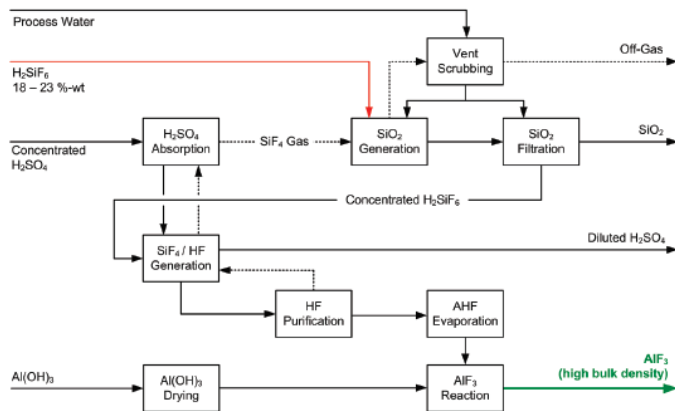 Process Water
H₂SiF₆
18 – 23 %-wt
Vent
Scrubbing
Off-Gas
Concentrated
H₂SO₄
H₂SO₄
Absorption
SiF₄ Gas
SiO₂
Generation
SiO₂
Filtration
SiO₂
Concentrated H₂SiF₆
SiF₄ / HF
Generation
Diluted H₂SO₄
HF
Purification
AHF
Evaporation
Al(OH)₃
Al(OH)₃
Drying
AlF₃
Reaction
AlF₃
(high bulk density)